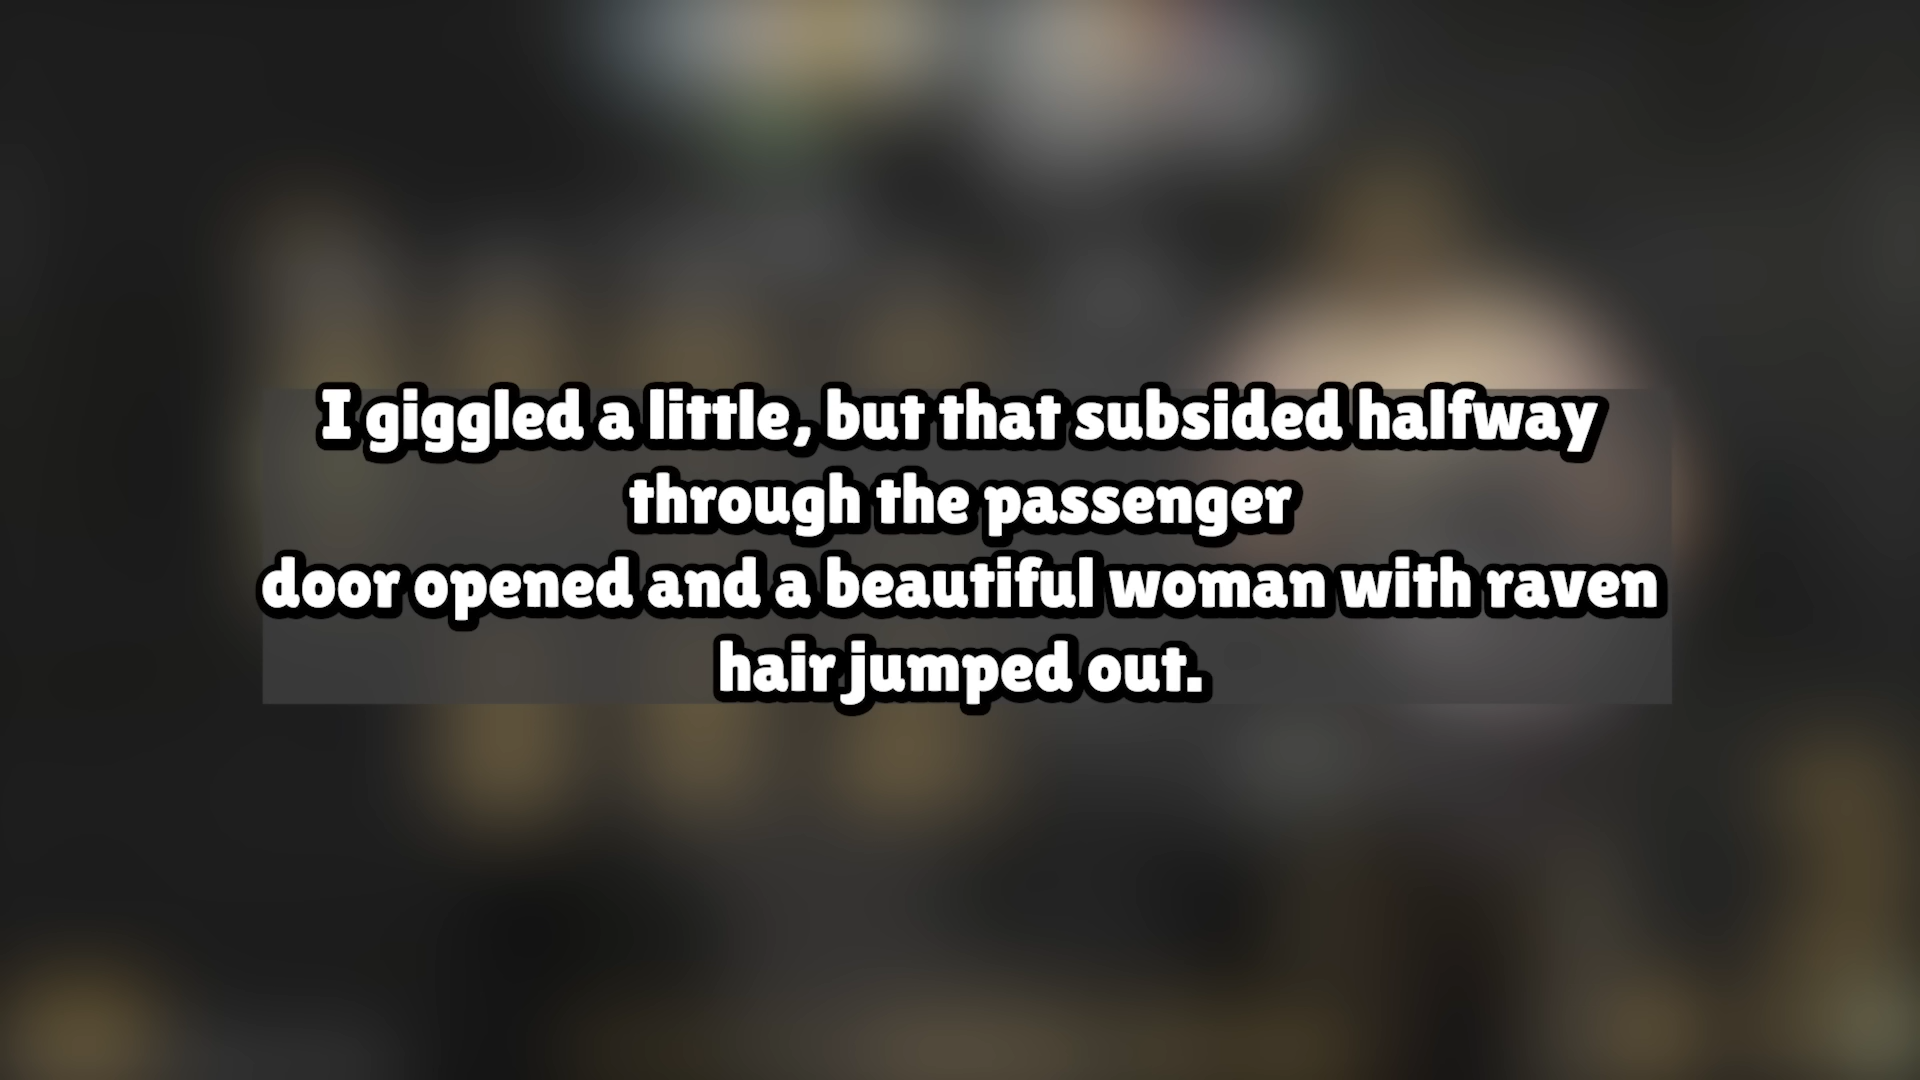 I giggled a little, but that subsided halfway
through the passenger
door opened and a beautiful woman with raven
hair jumped out.